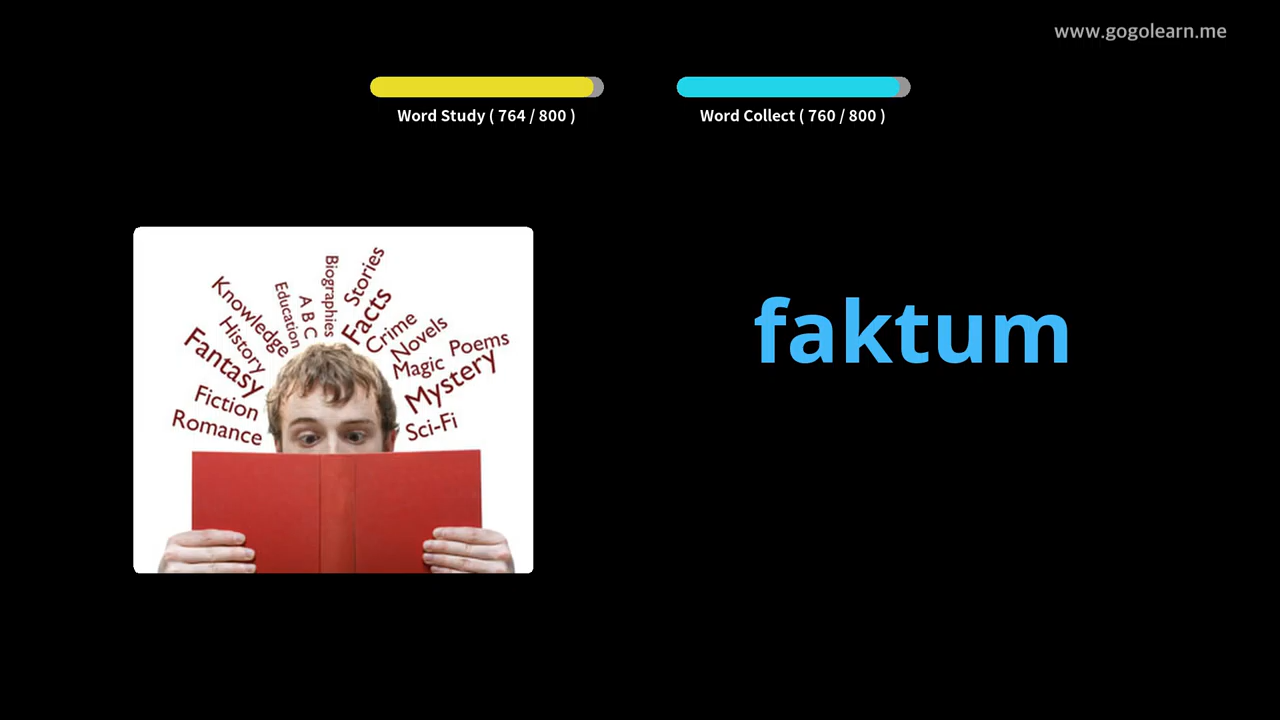 www.gogolearn.me
Word Study ( 764 / 800 )
Word Collect ( 760 / 800 )
faktum
Biographies
Stories
Education
A B C
Facts
Knowledge
Crime
History
Novels
Poems
Fantasy
Magic
Mystery
Fiction
Romance
Sci-Fi